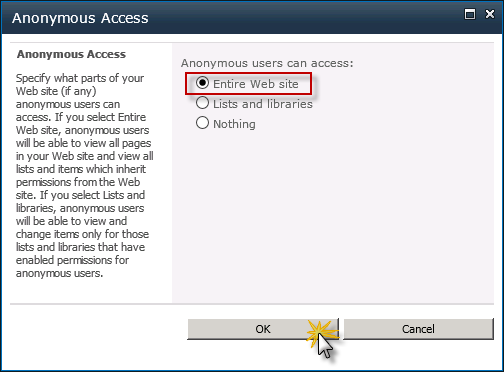 Anonymous Access
Anonymous Access
Specify what parts of your
Web site (if any)
anonymous users can
access. If you select Entire
Web site, anonymous users
will be able to view all pages
in your Web site and view all
lists and items which inherit
permissions from the Web
site. If you select Lists and
libraries, anonymous users
will be able to view and
change items only for those
lists and libraries that have
enabled permissions for
anonymous users.
Anonymous users can access:
Entire Web site
Lists and libraries
Nothing
OK
Cancel